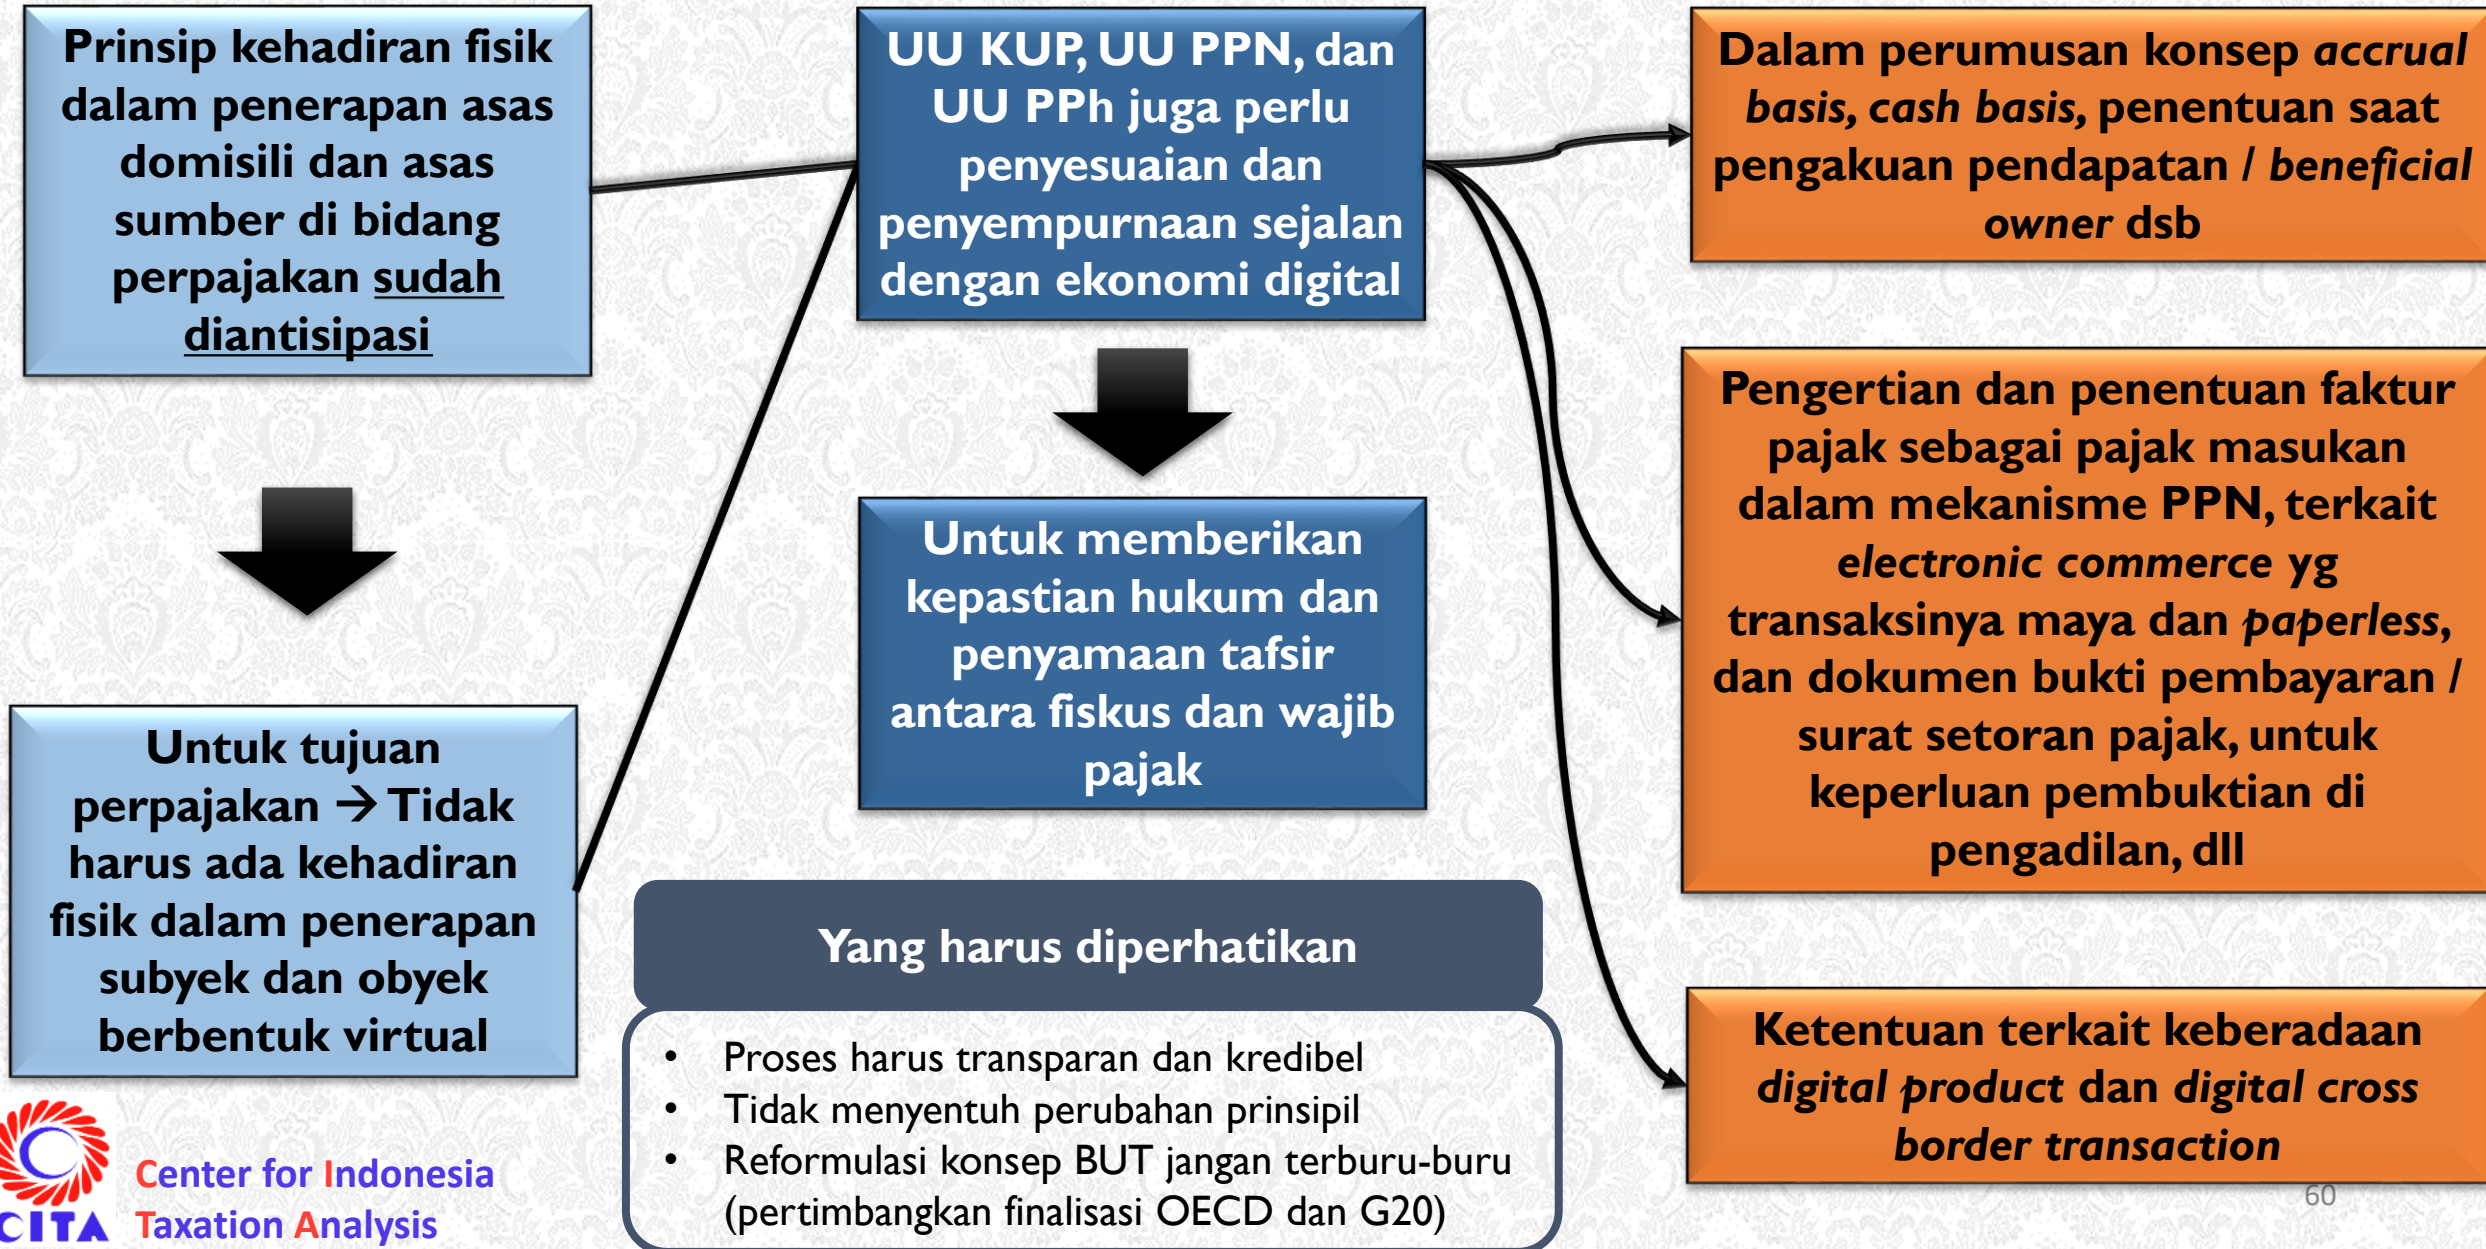 Prinsip kehadiran fisik
dalam penerapan asas
domisili dan asas
sumber di bidang
perpajakan sudah
diantisipasi
Untuk tujuan
perpajakan → Tidak
harus ada kehadiran
fisik dalam penerapan
subyek dan obyek
berbentuk virtual
UU KUP, UU PPN, dan
UU PPh juga perlu
penyesuaian dan
penyempurnaan sejalan
dengan ekonomi digital
Untuk memberikan
kepastian hukum dan
penyamaan tafsir
antara fiskus dan wajib
pajak
Yang harus diperhatikan
• Proses harus transparan dan kredibel
• Tidak menyentuh perubahan prinsipil
• Reformulasi konsep BUT jangan terburu-buru
(pertimbangkan finalisasi OECD dan G20)
Dalam perumusan konsep accrual
basis, cash basis, penentuan saat
pengakuan pendapatan / beneficial
owner dsb
Pengertian dan penentuan faktur
pajak sebagai pajak masukan
dalam mekanisme PPN, terkait
electronic commerce yg
transaksinya maya dan paperless,
dan dokumen bukti pembayaran /
surat setoran pajak, untuk
keperluan pembuktian di
pengadilan, dll
Ketentuan terkait keberadaan
digital product dan digital cross
border transaction
60
CITA
Center for Indonesia
Taxation Analysis